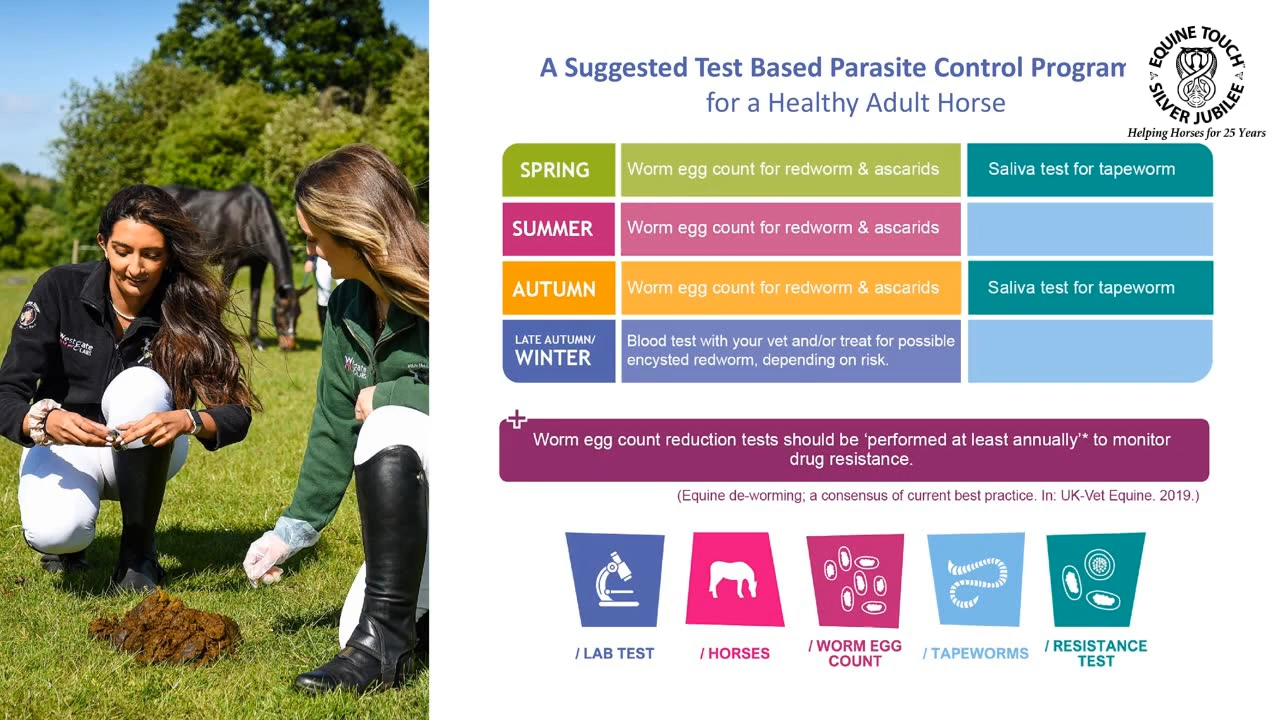 A Suggested Test Based Parasite Control Program
for a Healthy Adult Horse
EQUINE TOUCH
SILVER JUBILEE
Helping Horses for 25 Years
SPRING
Worm egg count for redworm & ascarids
Saliva test for tapeworm
SUMMER
Worm egg count for redworm & ascarids
AUTUMN
Worm egg count for redworm & ascarids
Saliva test for tapeworm
LATE AUTUMN/
WINTER
Blood test with your vet and/or treat for possible
encysted redworm, depending on risk.
+
Worm egg count reduction tests should be ‘performed at least annually’* to monitor
drug resistance.
(Equine de-worming; a consensus of current best practice. In: UK-Vet Equine. 2019.)
/ LAB TEST
/ HORSES
/ WORM EGG
COUNT
/ TAPEWORMS
/ RESISTANCE
TEST
Westgate
LABS